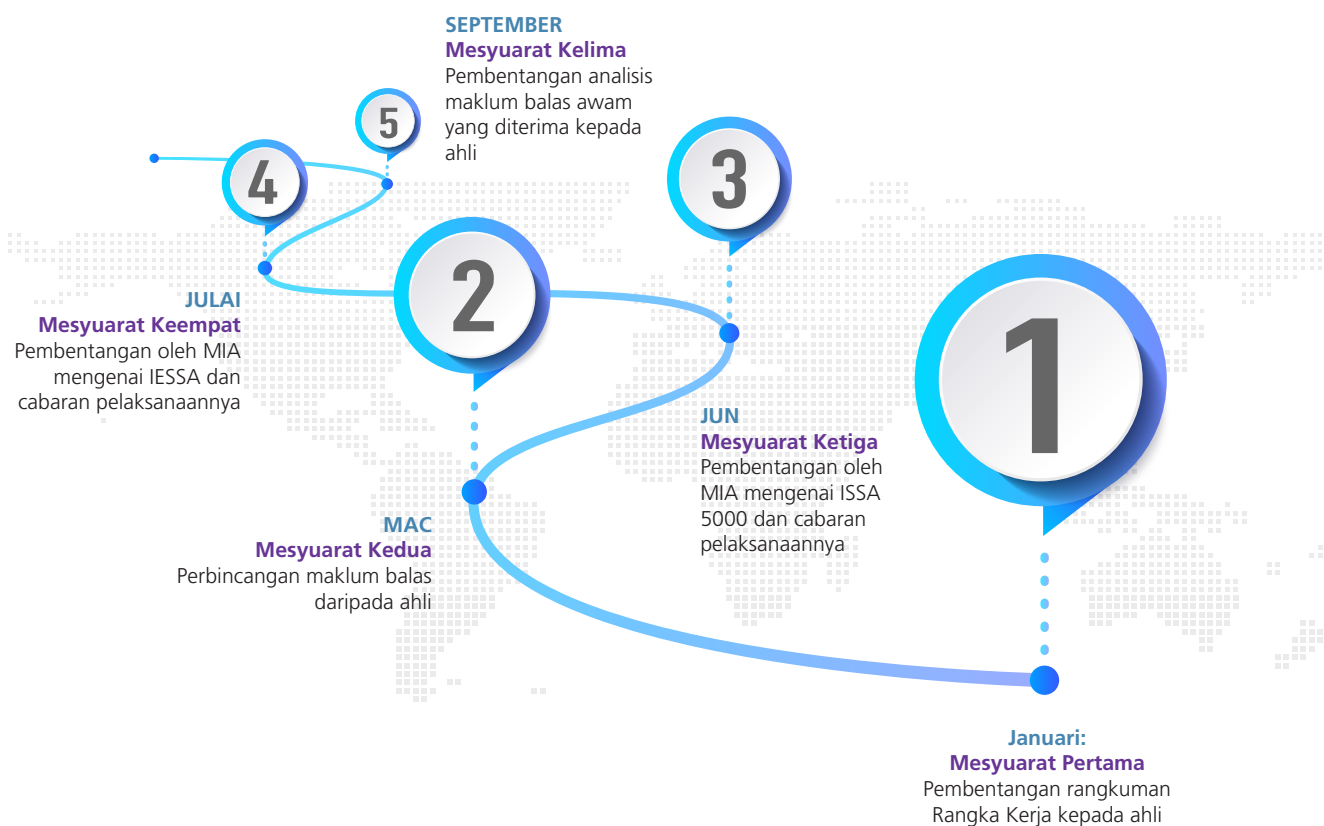 SEPTEMBER
Mesyuarat Kelima
Pembentangan analisis
maklum balas awam
yang diterima kepada
ahli
5
4
3
2
1
JULAI
Mesyuarat Keempat
Pembentangan oleh MIA
mengenai IESSA dan
cabaran pelaksanaannya
JUN
Mesyuarat Ketiga
Pembentangan oleh
MIA mengenai ISSA
5000 dan cabaran
pelaksanaannya
MAC
Mesyuarat Kedua
Perbincangan maklum balas
daripada ahli
Januari:
Mesyuarat Pertama
Pembentangan rangkuman
Rangka Kerja kepada ahli